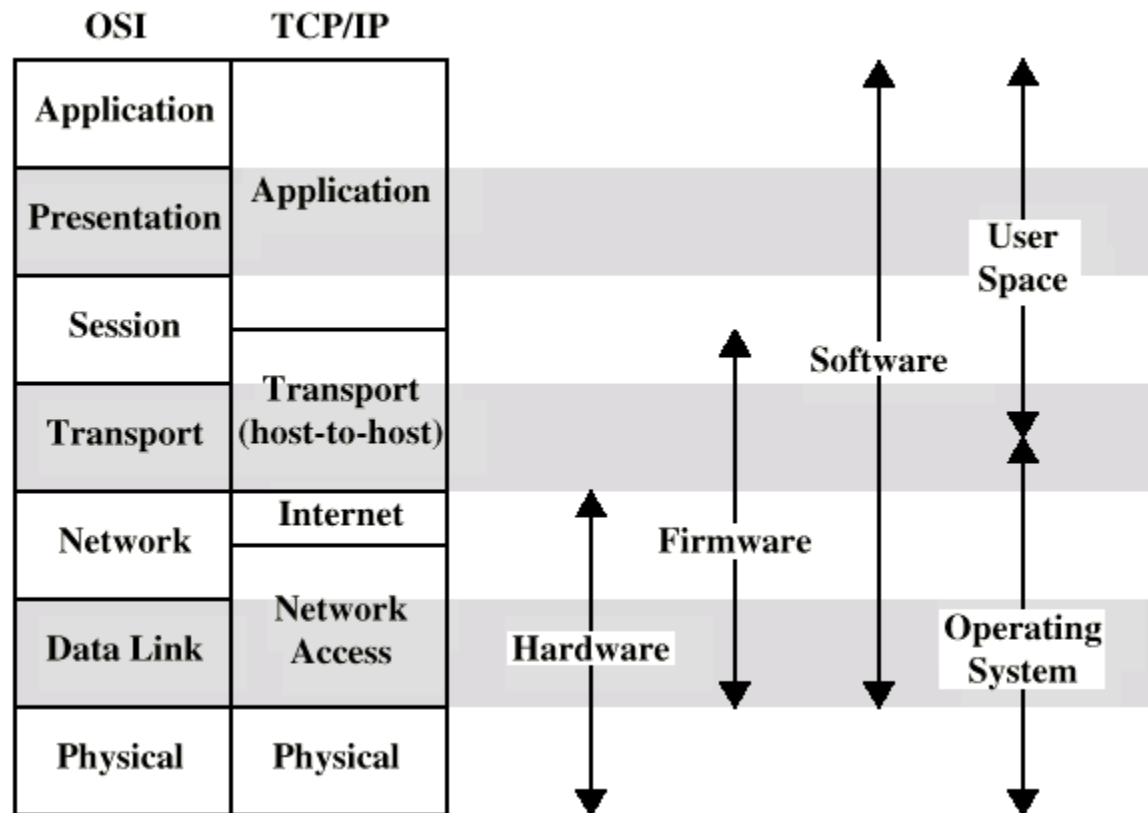 OSI TCP/IP
Application
Application
Presentation
User
Space
Session
Software
Transport
(host-to-host)
Transport
Internet
Network
Firmware
Network
Access
Data Link
Hardware
Operating
System
Physical
Physical